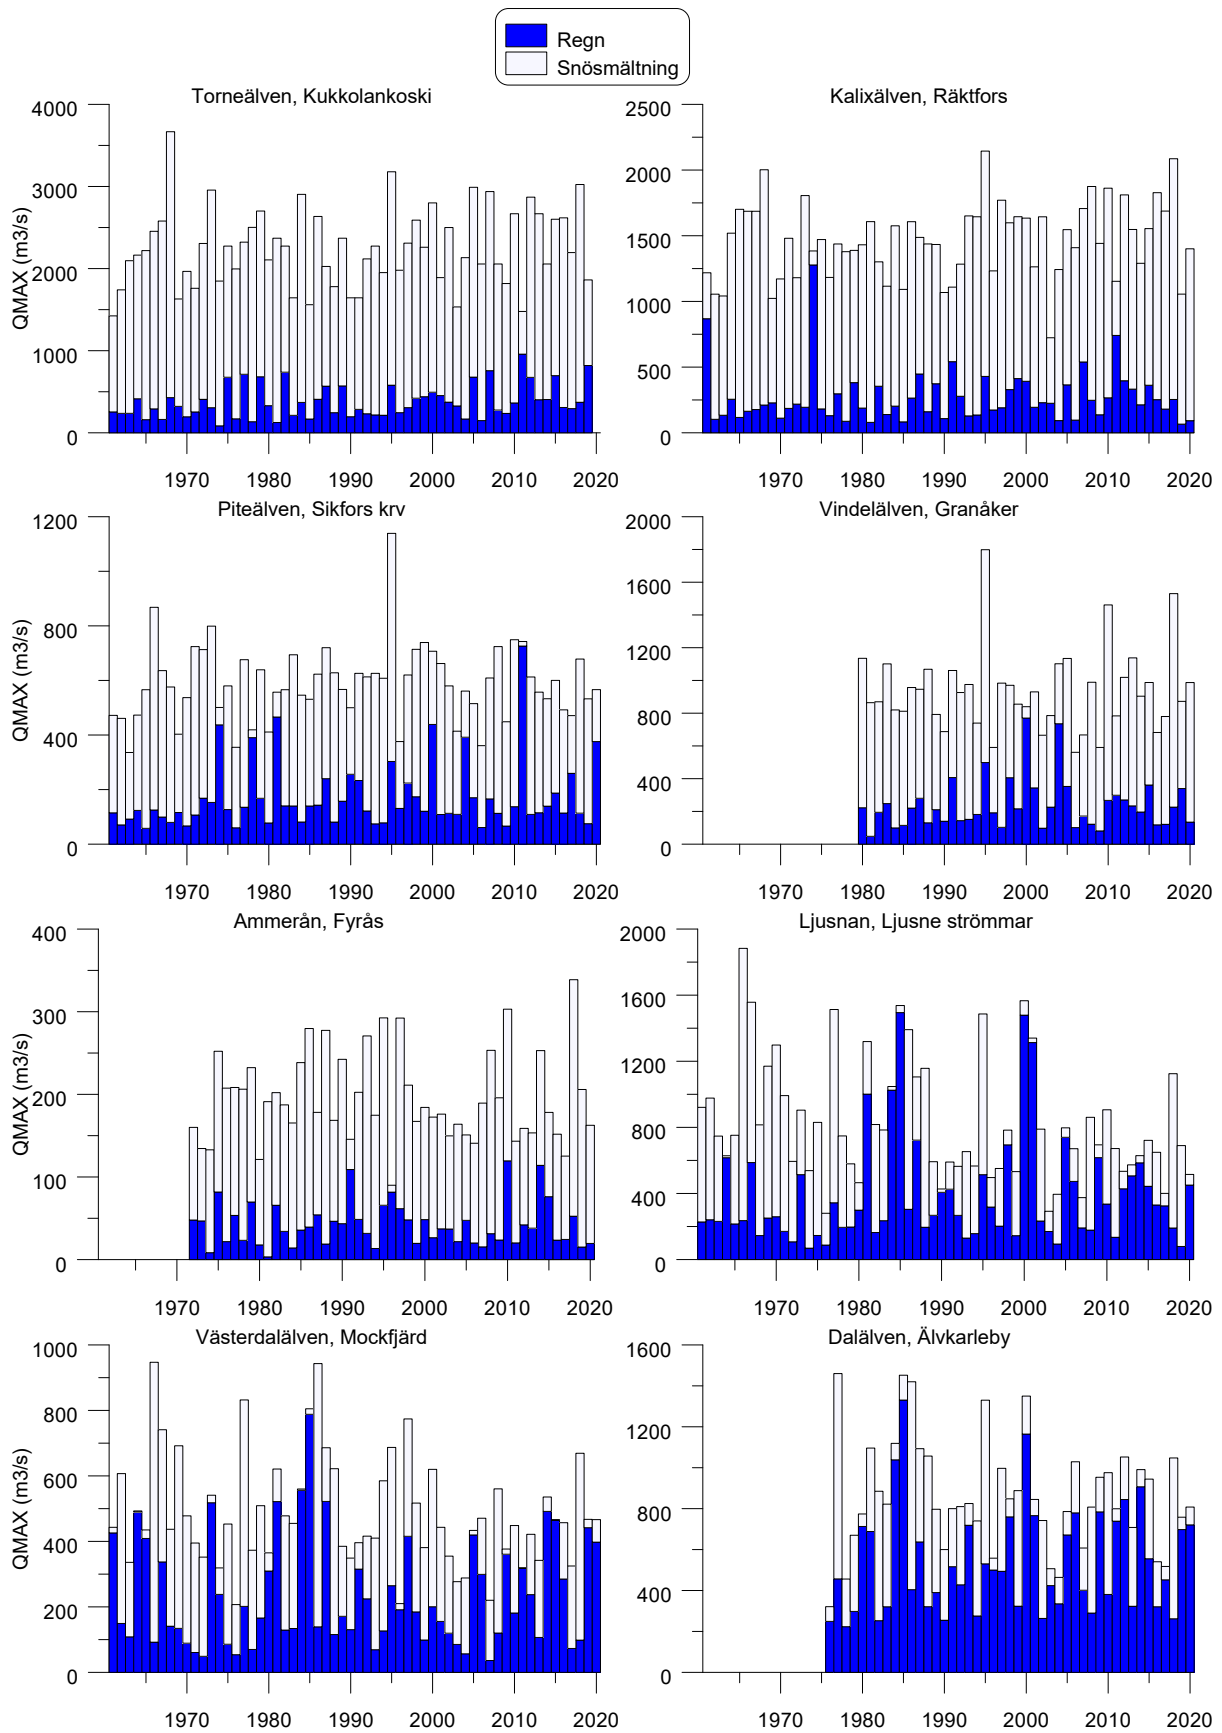 Regn
Snösmältning
Torneälven, Kukkolankoski
QMAX (m3/s)
4000
3000
2000
1000
0
1970 1980 1990 2000 2010 2020
Kalixälven, Räktfors
2500
2000
1500
1000
500
0
1970 1980 1990 2000 2010 2020
Piteälven, Sikfors krv
QMAX (m3/s)
1200
800
400
0
1970 1980 1990 2000 2010 2020
Vindelälven, Granåker
2000
1600
1200
800
400
0
1970 1980 1990 2000 2010 2020
Ammerån, Fyrås
QMAX (m3/s)
400
300
200
100
0
1970 1980 1990 2000 2010 2020
Ljusnan, Ljusne strömmar
2000
1600
1200
800
400
0
1970 1980 1990 2000 2010 2020
Västerdalälven, Mockfjärd
QMAX (m3/s)
1000
800
600
400
200
0
1970 1980 1990 2000 2010 2020
Dalälven, Älvkarleby
1600
1200
800
400
0
1970 1980 1990 2000 2010 2020